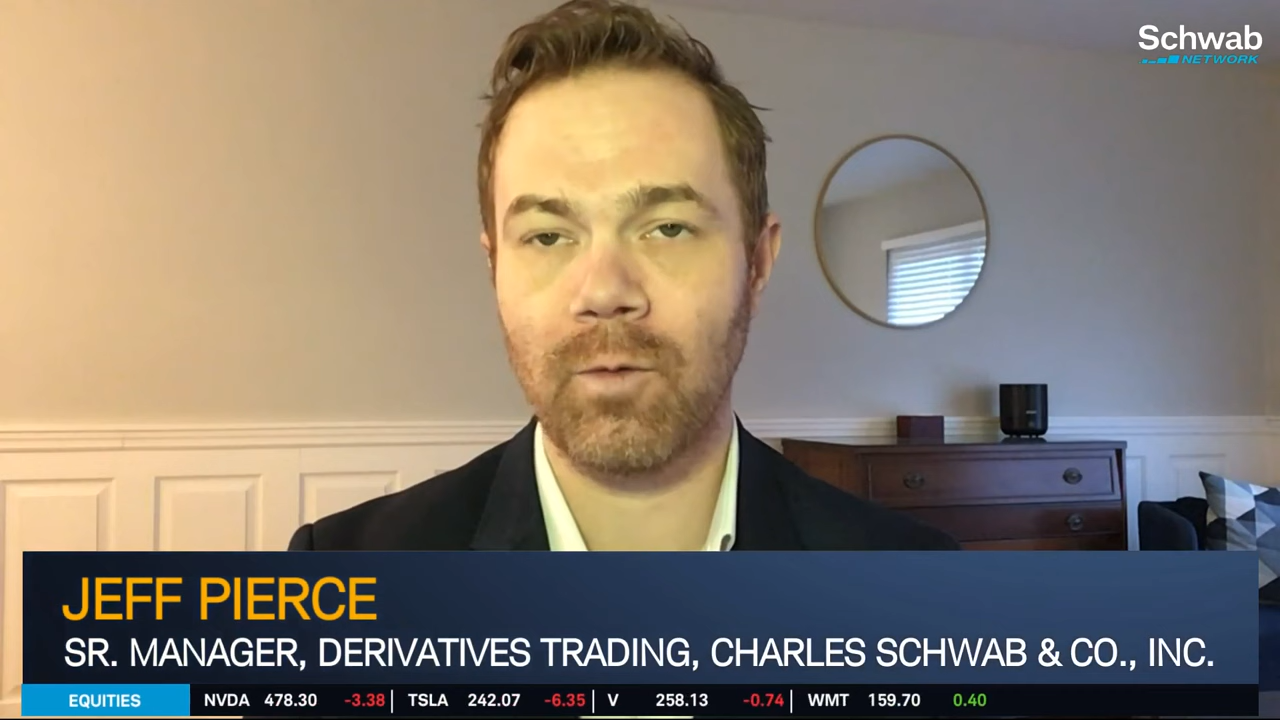 Schwab
NETWORK
JEFF PIERCE
SR. MANAGER, DERIVATIVES TRADING, CHARLES SCHWAB & CO., INC.
EQUITIES NVDA 478.30 -3.38 TSLA 242.07 -6.35 V 258.13 -0.74 WMT 159.70 0.40